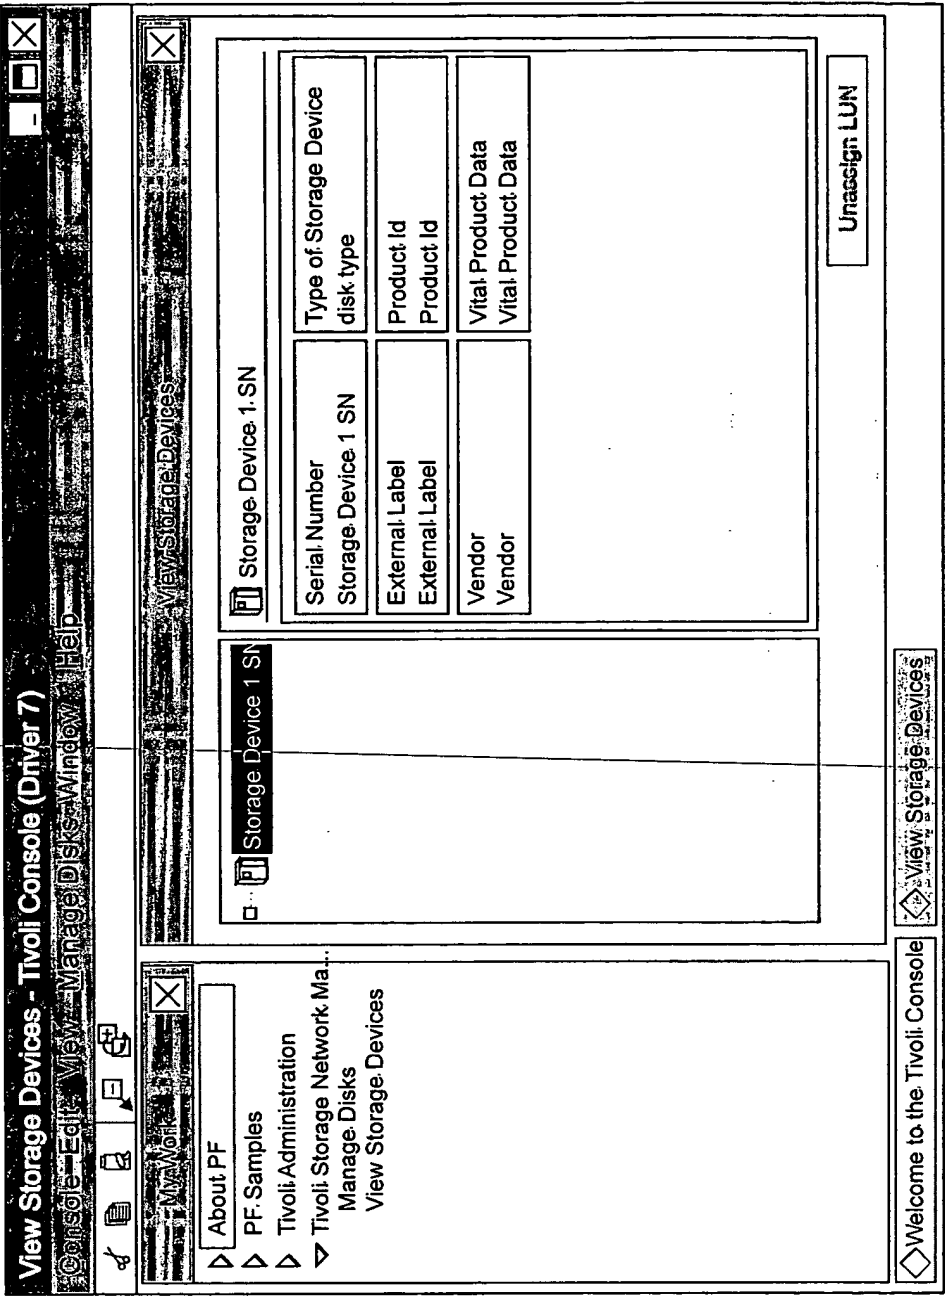 View Storage Devices - Tivoli Console (Driver 7)
Console Edit View Manage Disks Window Help
My Work
About PF
PF Samples
Tivoli Administration
Tivoli Storage Network Ma...
Manage Disks
View Storage Devices
View Storage Devices
Storage Device 1 SN
Storage Device 1 SN
Serial Number
Storage Device 1 SN
Type of Storage Device
disk type
External Label
External Label
Product Id
Product Id
Vendor
Vendor
Vital Product Data
Vital Product Data
Unassign LUN
Welcome to the Tivoli Console
View Storage Devices